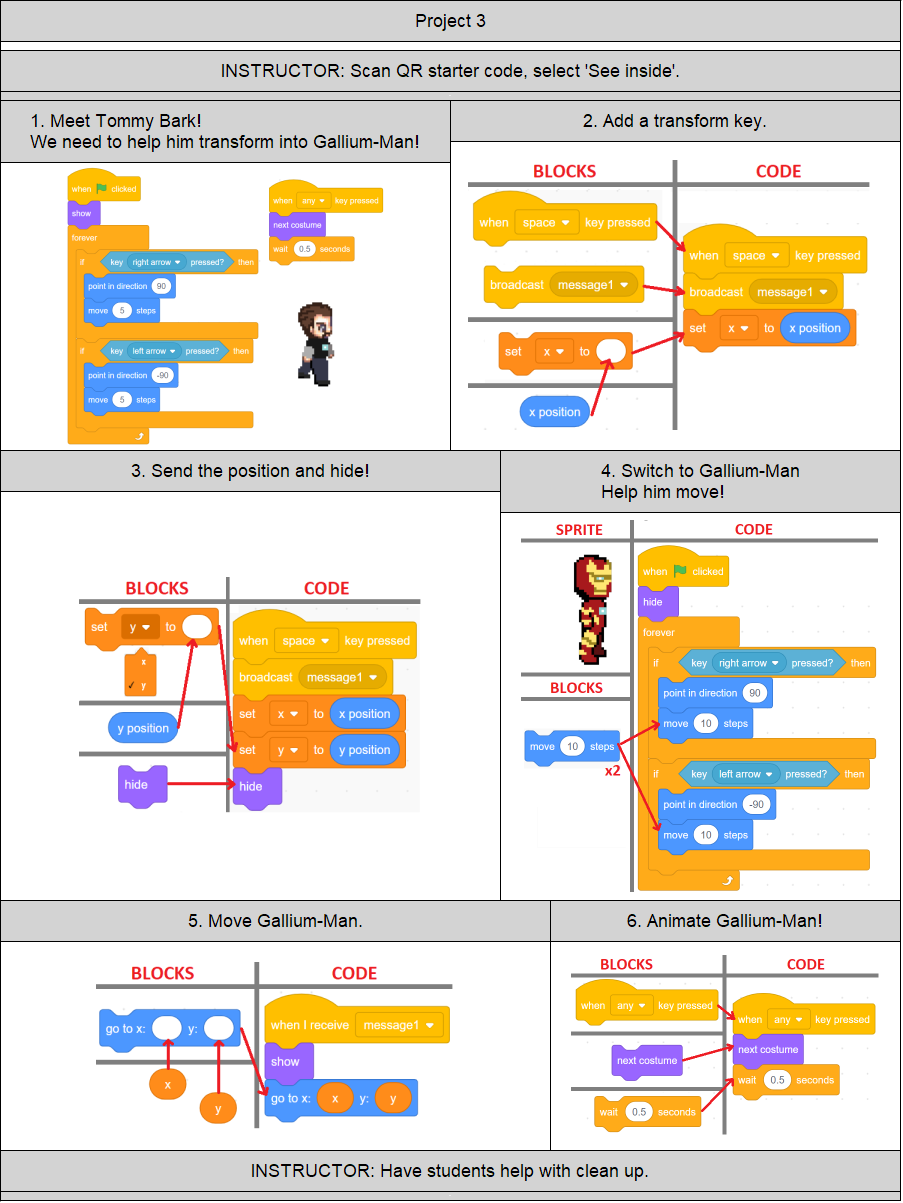 Project 3
INSTRUCTOR: Scan QR starter code, select 'See inside'.
1. Meet Tommy Bark!
We need to help him transform into Gallium-Man!
when clicked
show
forever
if key right arrow pressed? then
point in direction 90
move 5 steps
if key left arrow pressed? then
point in direction -90
move 5 steps
when any key pressed
next costume
wait 0.5 seconds
2. Add a transform key.
BLOCKS
CODE
when space key pressed
broadcast message1
set x to
x position
when space key pressed
broadcast message1
set x to x position
3. Send the position and hide!
BLOCKS
CODE
set y to
x
✓ y
y position
hide
when space key pressed
broadcast message1
set x to x position
set y to y position
hide
4. Switch to Gallium-Man
Help him move!
SPRITE
CODE
BLOCKS
move 10 steps
x2
when clicked
hide
forever
if key right arrow pressed? then
point in direction 90
move 10 steps
if key left arrow pressed? then
point in direction -90
move 10 steps
5. Move Gallium-Man.
BLOCKS
CODE
go to x: y:
x
y
when I receive message1
show
go to x: x y: y
6. Animate Gallium-Man!
BLOCKS
CODE
when any key pressed
next costume
wait 0.5 seconds
when any key pressed
next costume
wait 0.5 seconds
INSTRUCTOR: Have students help with clean up.